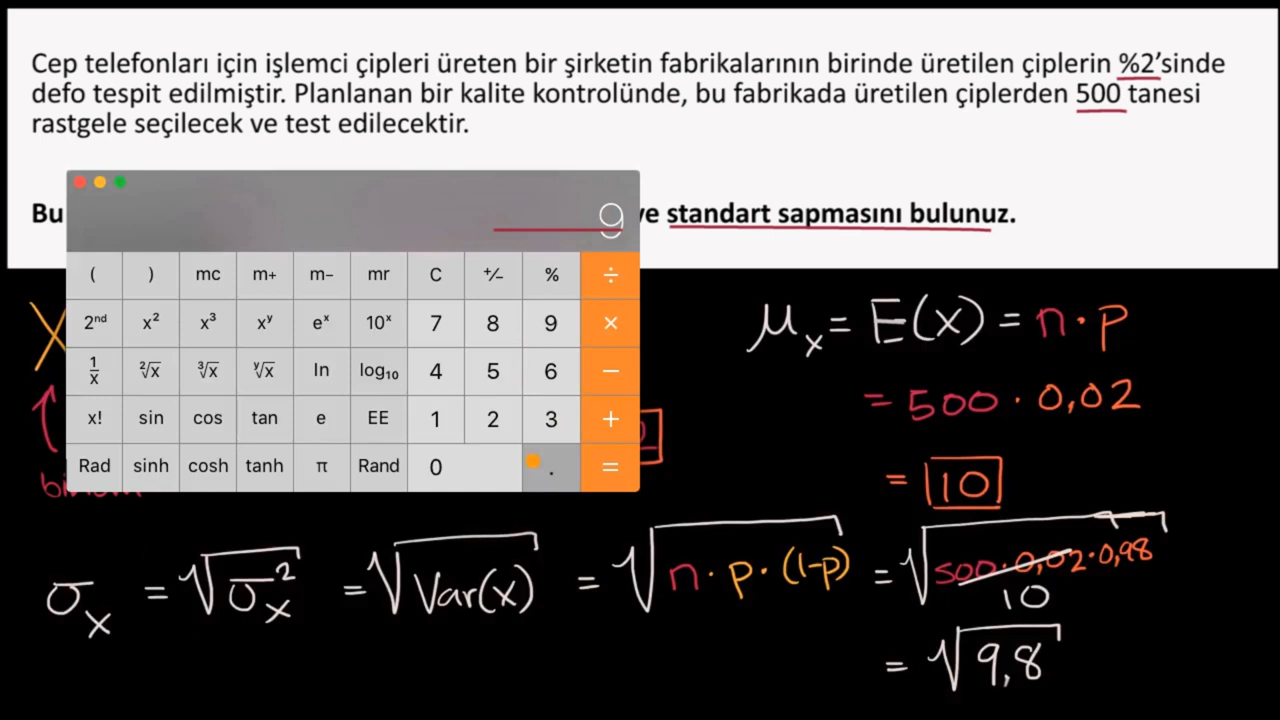 Cep telefonları için işlemci çipleri üreten bir şirketin fabrikalarının birinde üretilen çiplerin %2'sinde
defo tespit edilmiştir. Planlanan bir kalite kontrolünde, bu fabrikada üretilen çiplerden 500 tanesi
rastgele seçilecek ve test edilecektir.
Bu ve standart sapmasını bulunuz.
9
( ) mc m+ m- mr C +/- % ÷
2nd x² x³ xʸ eˣ 10ˣ 7 8 9 ×
1/x ²√x ³√x ʸ√x ln log₁₀ 4 5 6 −
x! sin cos tan e EE 1 2 3 +
Rad sinh cosh tanh π Rand 0 . =
X
μₓ = E(x) = n·p
= 500 · 0,02
= 10
σₓ = √σₓ² = √Var(x) = √n·p·(1-p) = √500·0,02·0,98
10
= √9,8